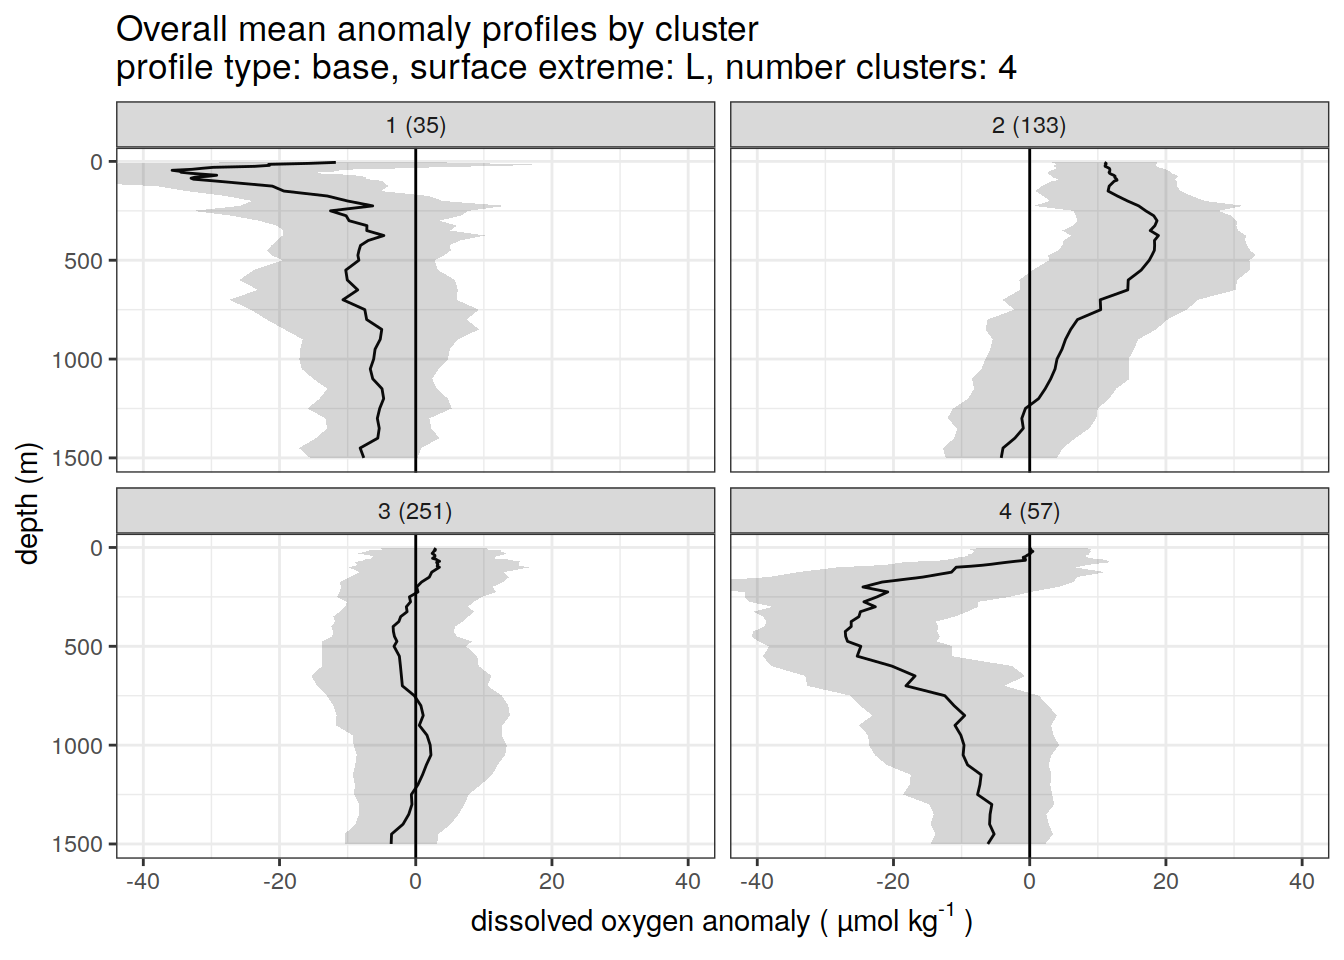 Overall mean anomaly profiles by cluster
profile type: base, surface extreme: L, number clusters: 4
1 (35)
2 (133)
0
500
1000
1500
3 (251)
4 (57)
0
500
1000
1500
depth (m)
-40 -20 0 20 40
-40 -20 0 20 40
dissolved oxygen anomaly ( µmol kg⁻¹ )